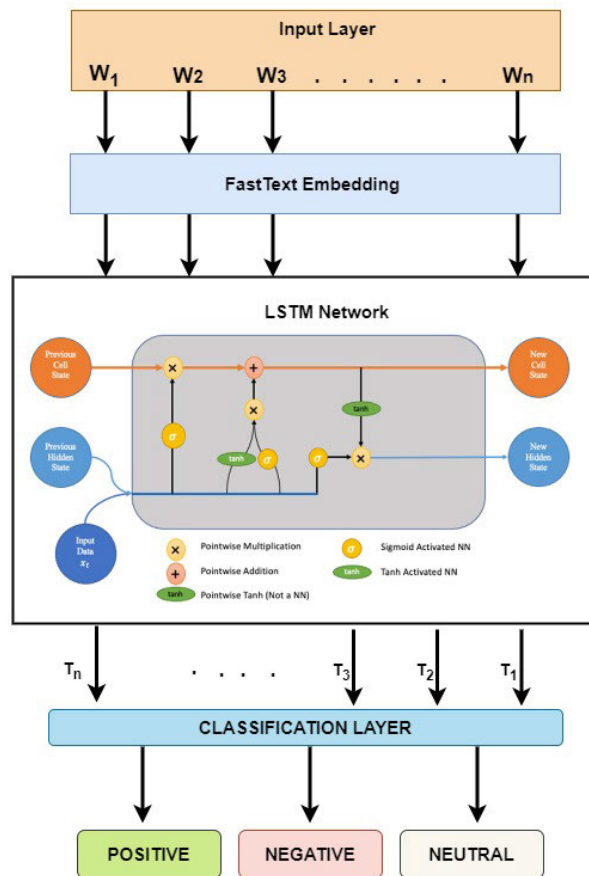 Input Layer
W1 W2 W3 . . . . . . Wn
FastText Embedding
LSTM Network
Previous
Cell
State
×
+
New
Cell
State
tanh
×
Previous
Hidden
State
σ
tanh
σ
σ
×
New
Hidden
State
Input
Data
xt
× Pointwise Multiplication
σ Sigmoid Activated NN
+ Pointwise Addition
tanh Tanh Activated NN
tanh Pointwise Tanh (Not a NN)
Tn . . . . T3 T2 T1
CLASSIFICATION LAYER
POSITIVE
NEGATIVE
NEUTRAL